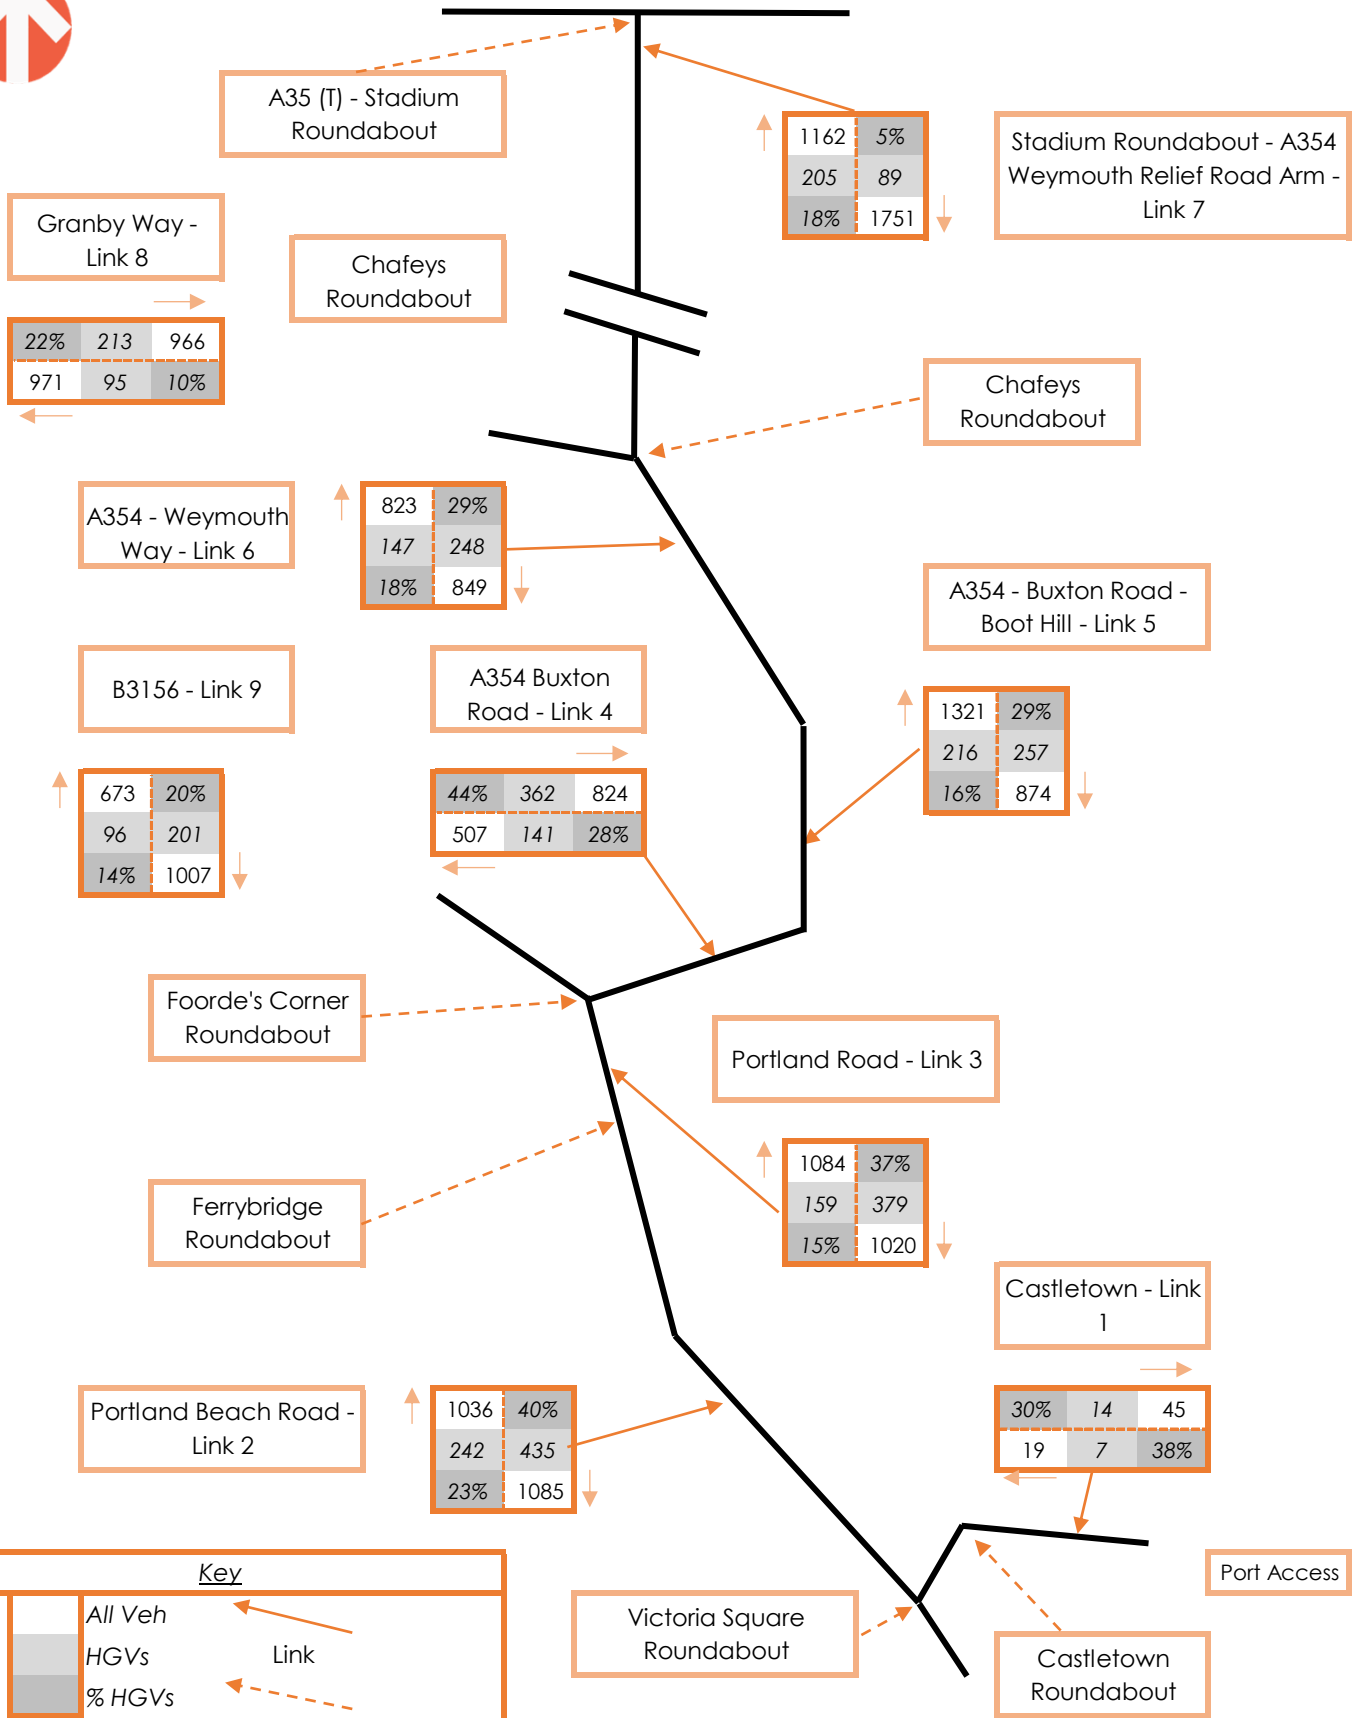 A35 (T) - Stadium
Roundabout
1162 5%
205 89
18% 1751
Stadium Roundabout - A354
Weymouth Relief Road Arm -
Link 7
Granby Way -
Link 8
Chafeys
Roundabout
22% 213 966
971 95 10%
Chafeys
Roundabout
A354 - Weymouth
Way - Link 6
823 29%
147 248
18% 849
A354 - Buxton Road -
Boot Hill - Link 5
B3156 - Link 9
A354 Buxton
Road - Link 4
1321 29%
216 257
16% 874
673 20%
96 201
14% 1007
44% 362 824
507 141 28%
Foorde's Corner
Roundabout
Portland Road - Link 3
1084 37%
159 379
15% 1020
Ferrybridge
Roundabout
Castletown - Link
1
30% 14 45
19 7 38%
Portland Beach Road -
Link 2
1036 40%
242 435
23% 1085
Key
All Veh
HGVs
Link
% HGVs
Port Access
Victoria Square
Roundabout
Castletown
Roundabout